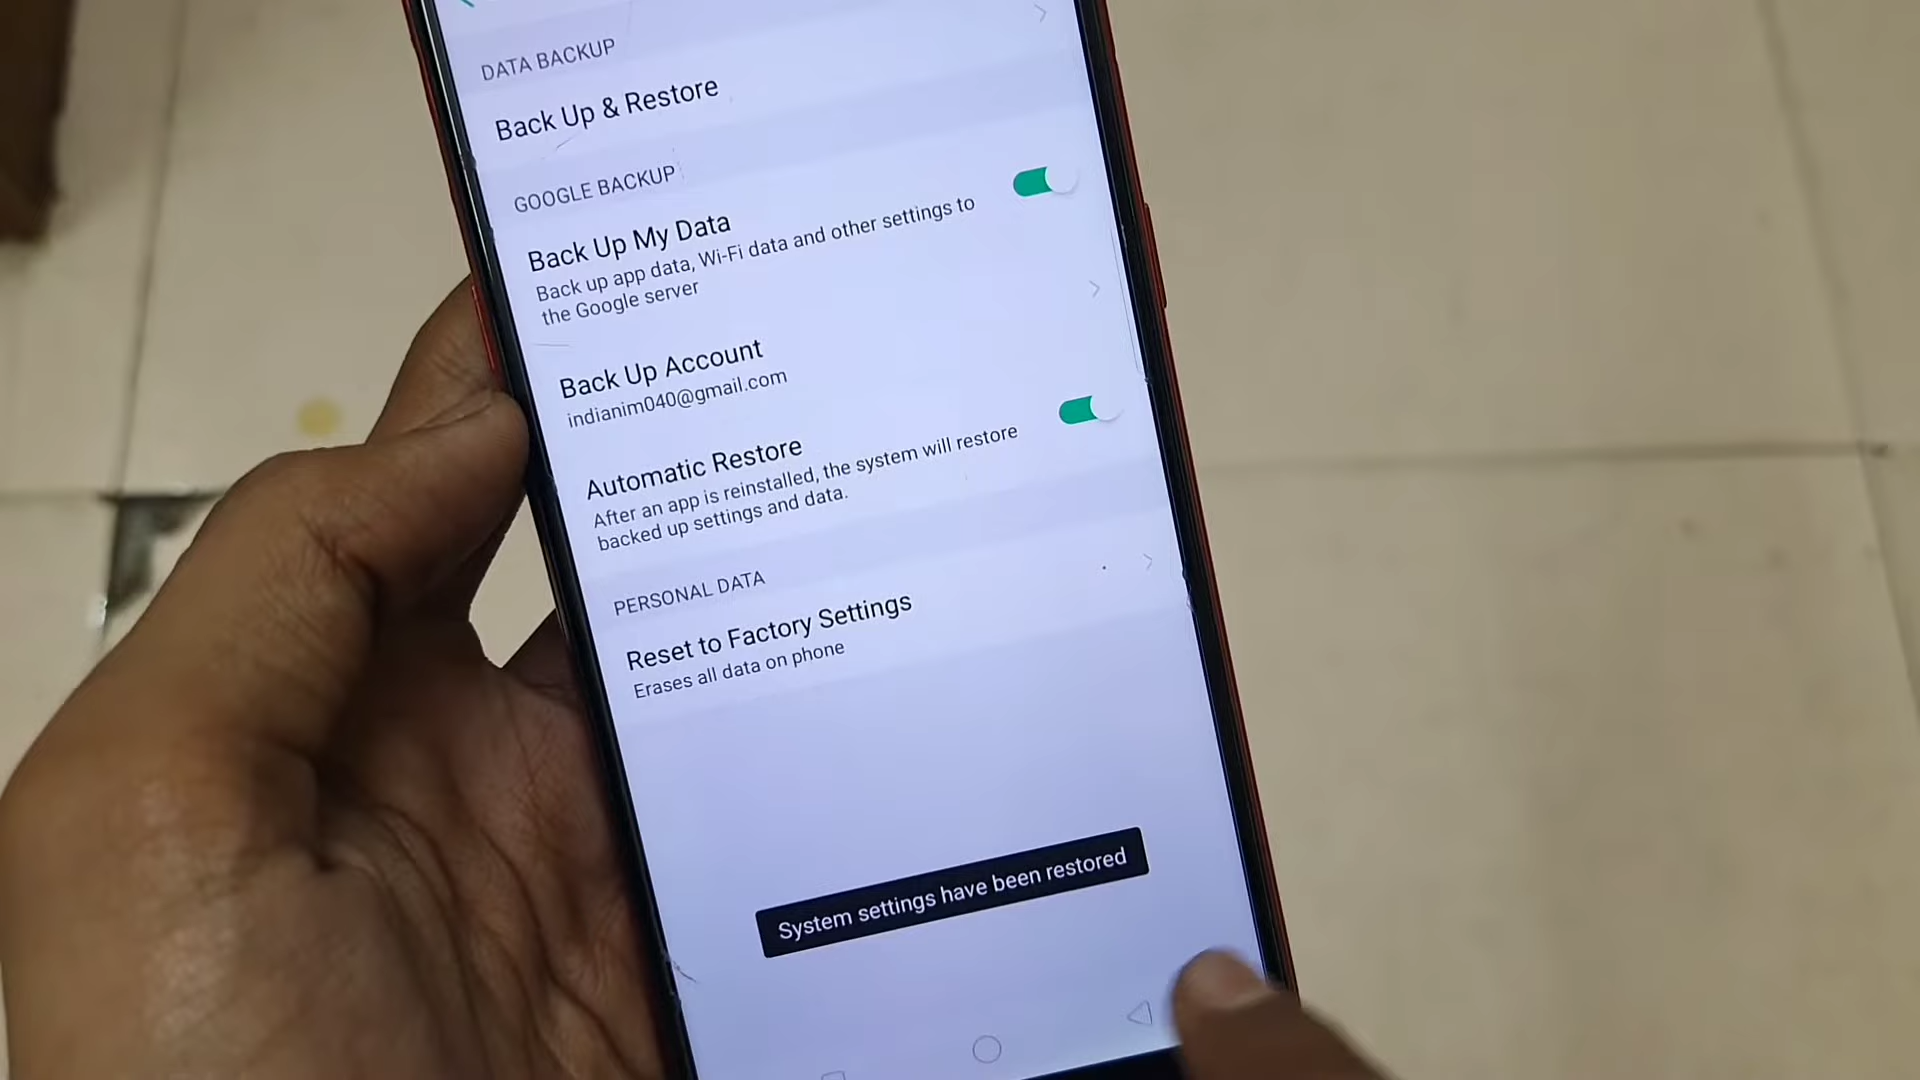 DATA BACKUP
Back Up & Restore
GOOGLE BACKUP
Back Up My Data
Back up app data, Wi-Fi data and other settings to
the Google server
Back Up Account
indianim040@gmail.com
Automatic Restore
After an app is reinstalled, the system will restore
backed up settings and data.
PERSONAL DATA
Reset to Factory Settings
Erases all data on phone
System settings have been restored